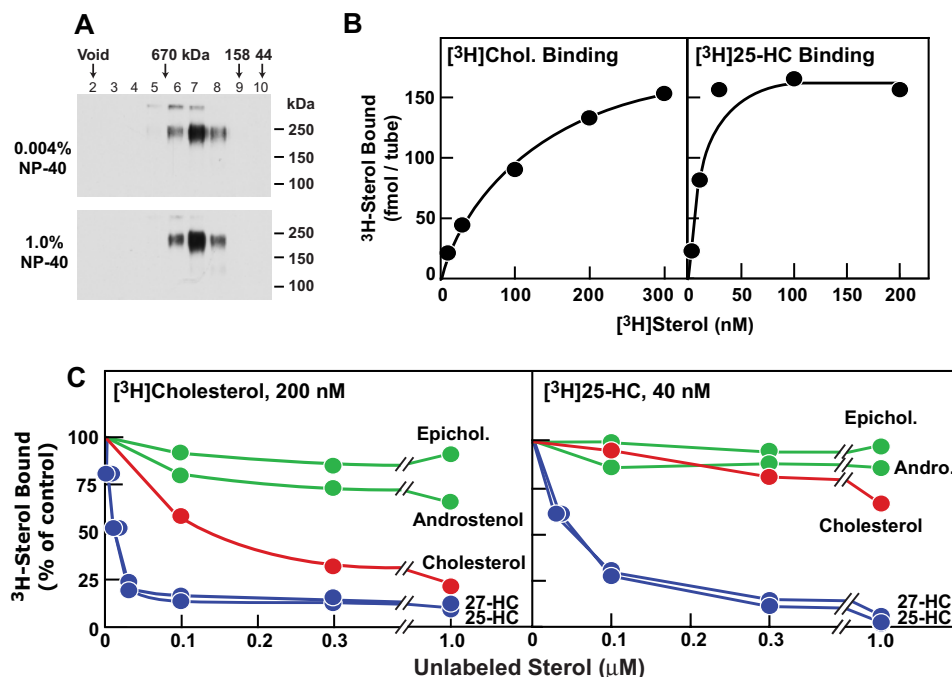 A
Void 670 kDa 158 44
2 3 4 5 6 7 8 9 10
kDa
0.004%
NP-40
250
150
100
1.0%
NP-40
250
150
100
B
[³H]Chol. Binding
[³H]25-HC Binding
³H-Sterol Bound
(fmol / tube)
150
100
50
0
0 100 200 300
0 50 100 150 200
[³H]Sterol (nM)
C
[³H]Cholesterol, 200 nM
[³H]25-HC, 40 nM
³H-Sterol Bound
(% of control)
100
75
50
25
0
Epichol.
Androstenol
Cholesterol
27-HC
25-HC
Epichol.
Andro.
Cholesterol
27-HC
25-HC
0 0.1 0.3 1.0
0 0.1 0.3 1.0
Unlabeled Sterol (μM)